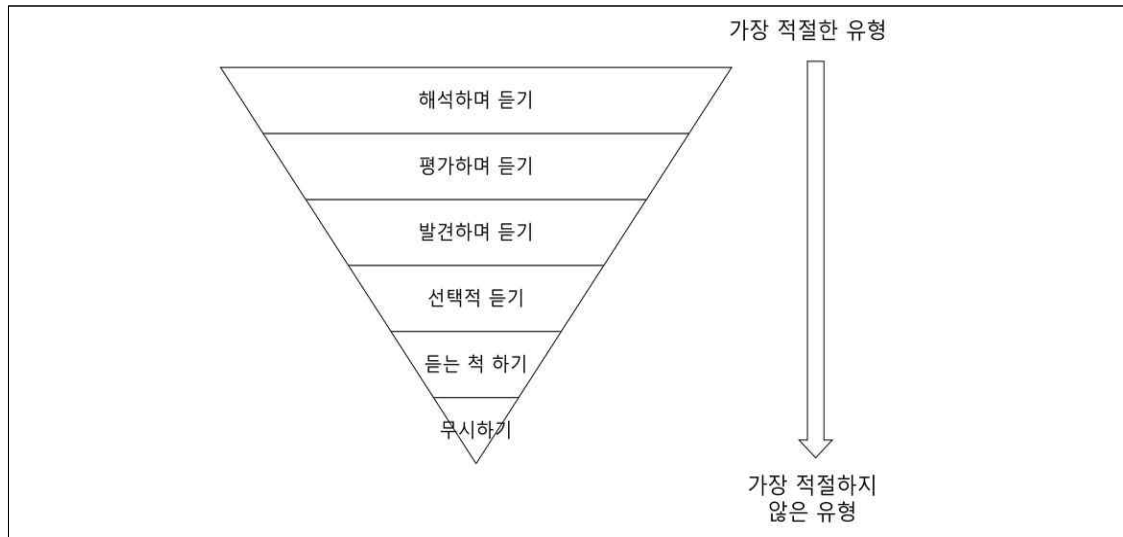 가장 적절한 유형
해석하며 듣기
평가하며 듣기
발견하며 듣기
선택적 듣기
듣는 척 하기
무시하기
가장 적절하지
않은 유형